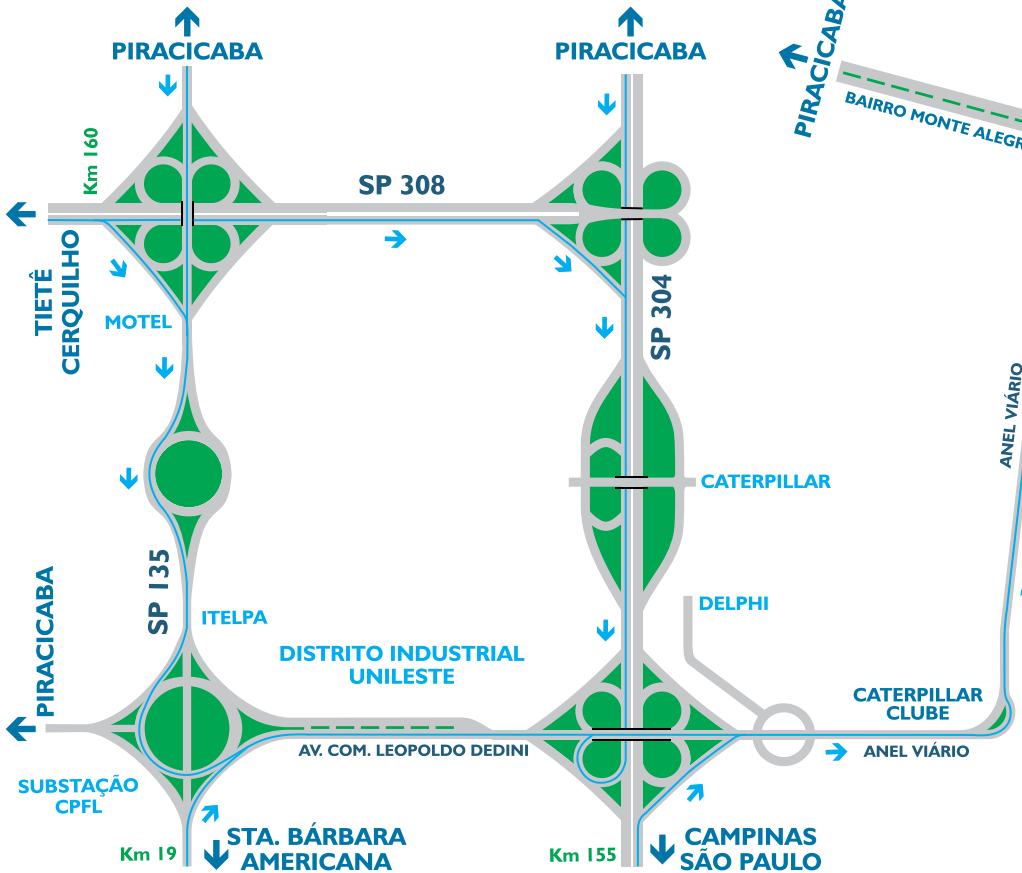 PIRACICABA
PIRACICABA
PIRACICABA
BAIRRO MONTE ALEGR
Km 160
SP 308
TIETÊ
CERQUILHO
MOTEL
SP 304
ANEL VIÁRIO
CATERPILLAR
SP 135
PIRACICABA
ITELPA
DELPHI
DISTRITO INDUSTRIAL
UNILESTE
CATERPILLAR
CLUBE
AV. COM. LEOPOLDO DEDINI
ANEL VIÁRIO
SUBSTAÇÃO
CPFL
Km 19
STA. BÁRBARA
AMERICANA
Km 155
CAMPINAS
SÃO PAULO